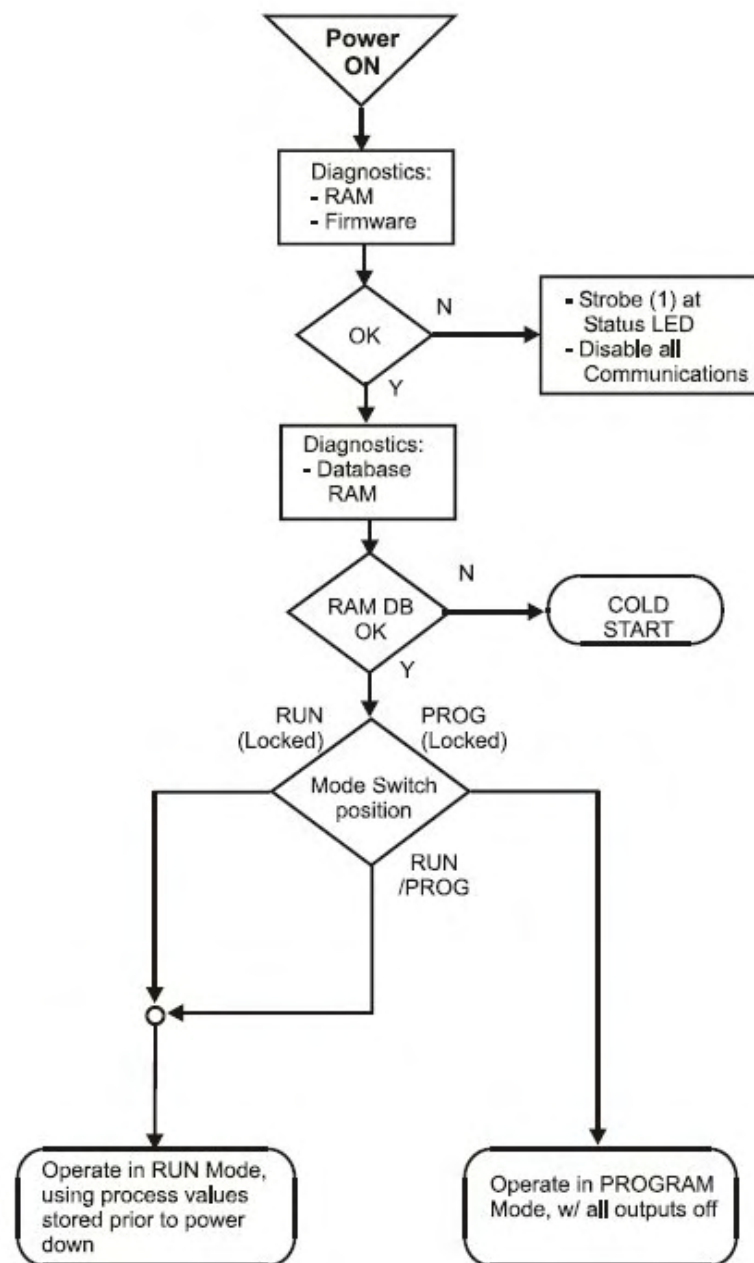 Power
ON
Diagnostics:
- RAM
- Firmware
OK
N
- Strobe (1) at
Status LED
- Disable all
Communications
Y
Diagnostics:
- Database
RAM
RAM DB
OK
N
COLD
START
Y
RUN
(Locked)
PROG
(Locked)
Mode Switch
position
RUN
/PROG
Operate in RUN Mode,
using process values
stored prior to power
down
Operate in PROGRAM
Mode, w/ all outputs off